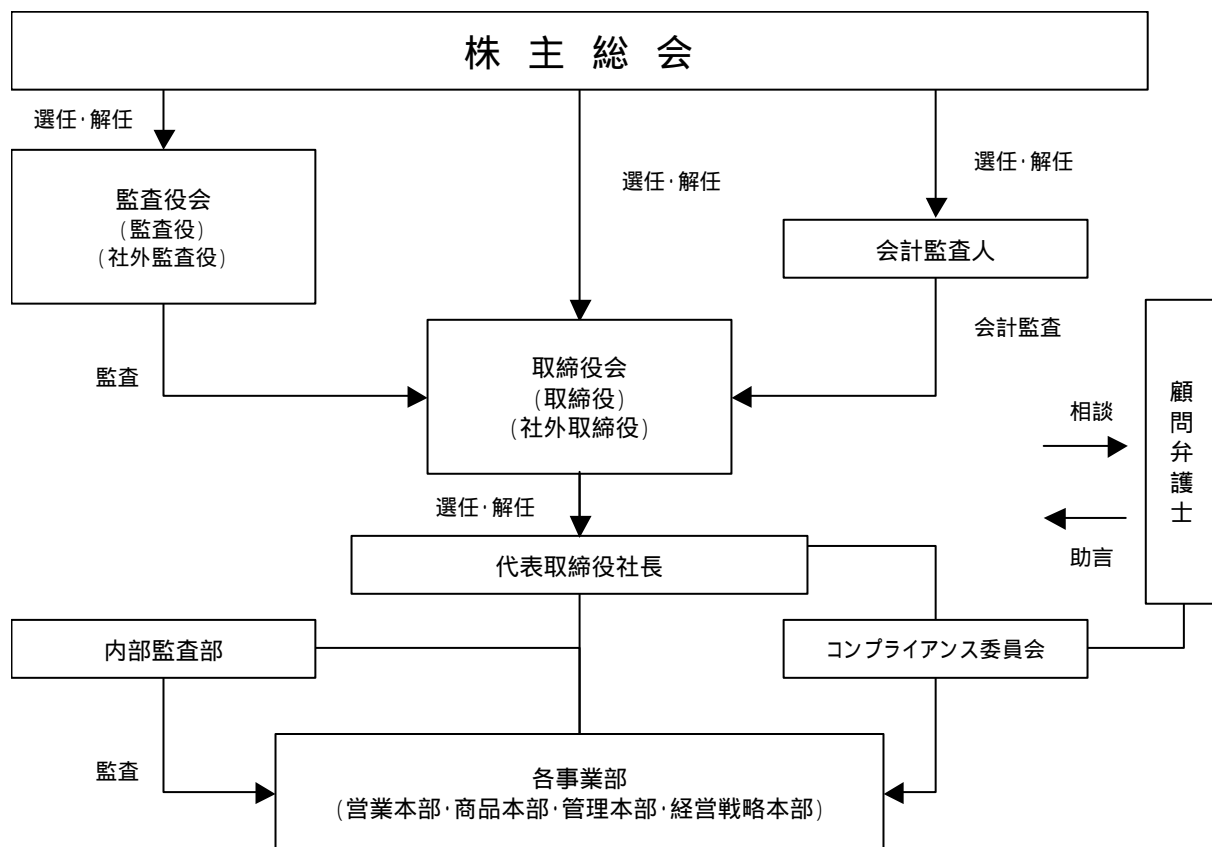 株主総会
選任・解任
選任・解任
選任・解任
監査役会
(監査役)
(社外監査役)
会計監査人
監査
会計監査
取締役会
(取締役)
(社外取締役)
相談
助言
顧問弁護士
選任・解任
代表取締役社長
内部監査部
コンプライアンス委員会
監査
各事業部
(営業本部・商品本部・管理本部・経営戦略本部)